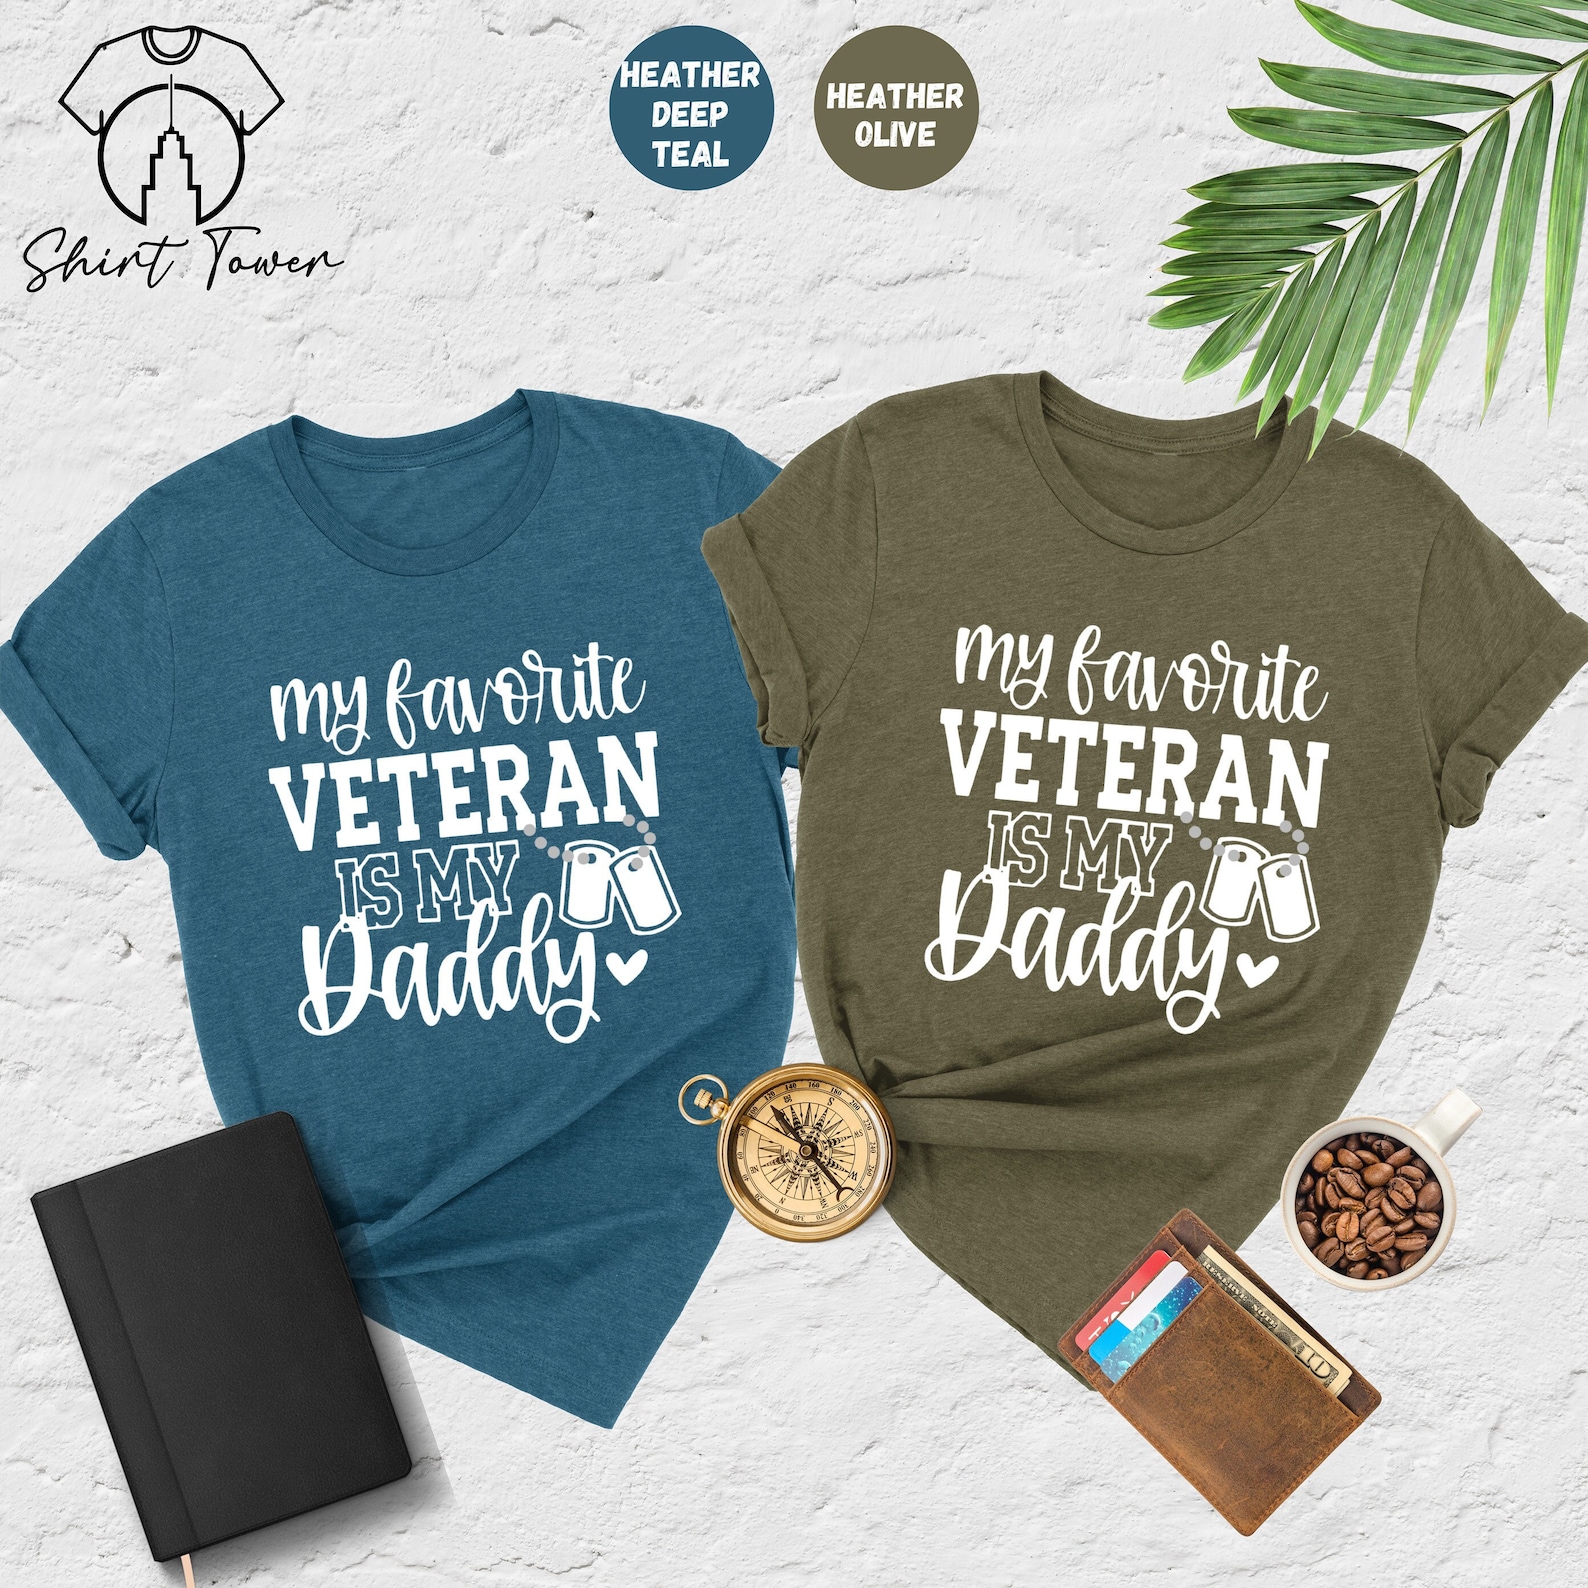 Shirt Tower
HEATHER
DEEP
TEAL
HEATHER
OLIVE
my favorite
VETERAN
IS MY
Daddy
my favorite
VETERAN
IS MY
Daddy